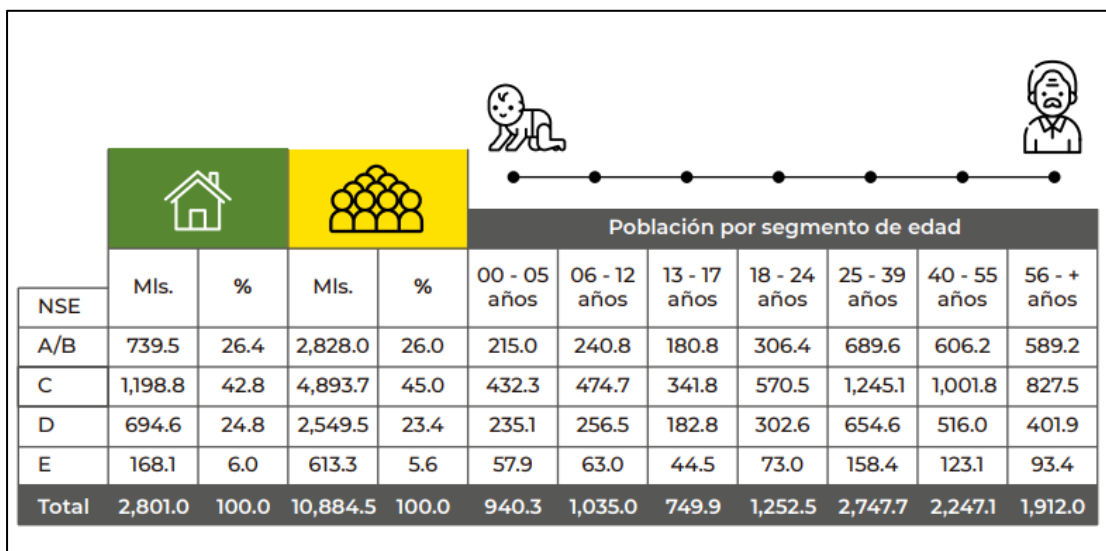 Población por segmento de edad
NSE Mls. % Mls. % 00 - 05 años 06 - 12 años 13 - 17 años 18 - 24 años 25 - 39 años 40 - 55 años 56 - + años
A/B 739.5 26.4 2,828.0 26.0 215.0 240.8 180.8 306.4 689.6 606.2 589.2
C 1,198.8 42.8 4,893.7 45.0 432.3 474.7 341.8 570.5 1,245.1 1,001.8 827.5
D 694.6 24.8 2,549.5 23.4 235.1 256.5 182.8 302.6 654.6 516.0 401.9
E 168.1 6.0 613.3 5.6 57.9 63.0 44.5 73.0 158.4 123.1 93.4
Total 2,801.0 100.0 10,884.5 100.0 940.3 1,035.0 749.9 1,252.5 2,747.7 2,247.1 1,912.0